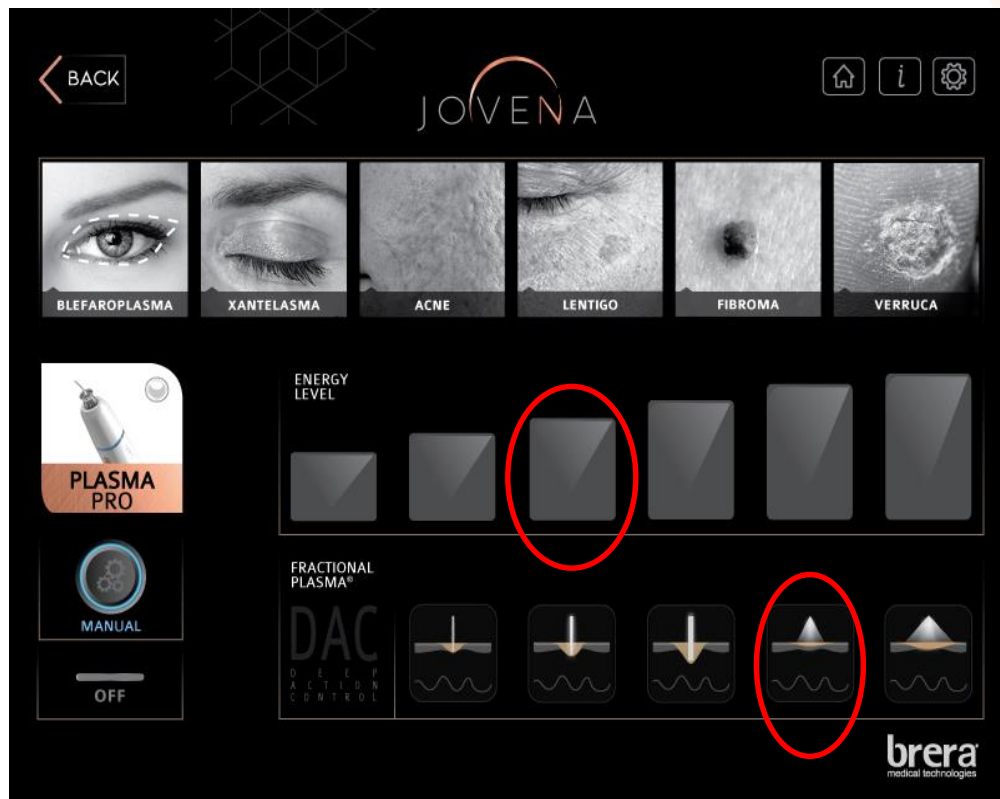 BACK
JOVENA
i
BLEFAROPLASMA
XANTELASMA
ACNE
LENTIGO
FIBROMA
VERRUCA
ENERGY
LEVEL
PLASMA
PRO
MANUAL
OFF
FRACTIONAL
PLASMA®
DAC
DEEP
ACTION
CONTROL
brera
medical technologies